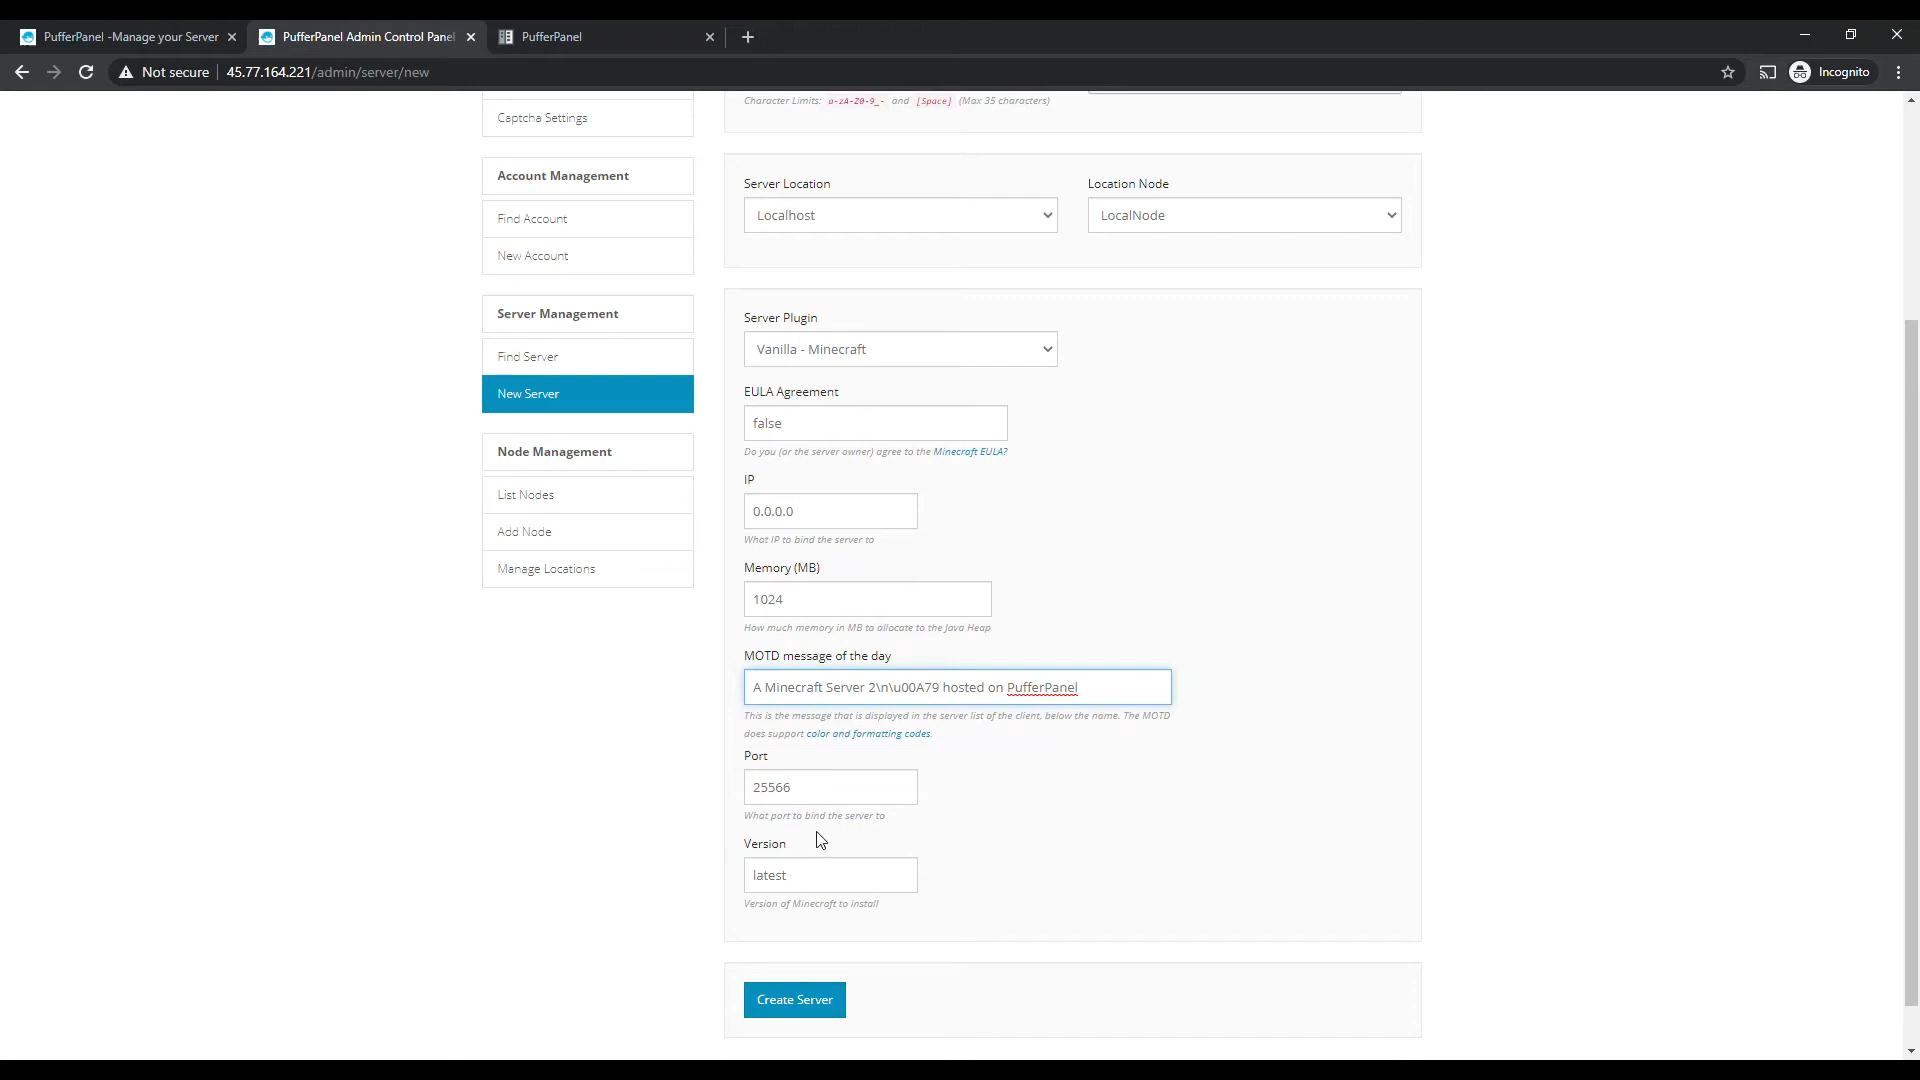 PufferPanel -Manage your Server
PufferPanel Admin Control Panel
PufferPanel
Not secure
45.77.164.221/admin/server/new
Incognito
Character Limits: a-zA-Z0-9_- and [Space] (Max 35 characters)
Captcha Settings
Account Management
Find Account
New Account
Server Management
Find Server
New Server
Node Management
List Nodes
Add Node
Manage Locations
Server Location
Location Node
Localhost
LocalNode
Server Plugin
Vanilla - Minecraft
EULA Agreement
false
Do you (or the server owner) agree to the Minecraft EULA?
IP
0.0.0.0
What IP to bind the server to
Memory (MB)
1024
How much memory in MB to allocate to the Java Heap
MOTD message of the day
A Minecraft Server 2\n\u00A79 hosted on PufferPanel
This is the message that is displayed in the server list of the client, below the name. The MOTD
does support color and formatting codes.
Port
25566
What port to bind the server to
Version
latest
Version of Minecraft to install
Create Server